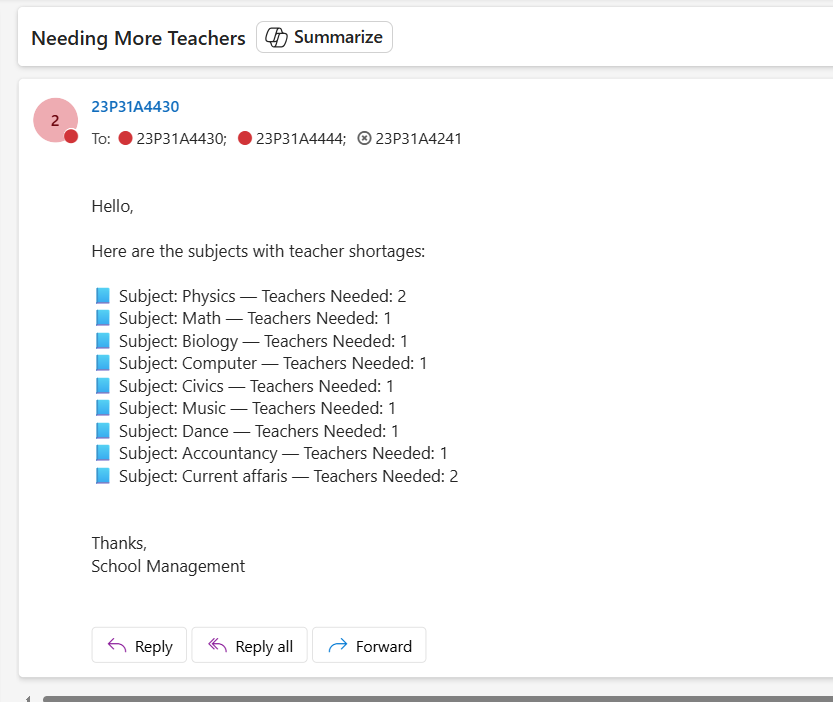 Needing More Teachers Summarize
2
23P31A4430
To: 23P31A4430; 23P31A4444; 23P31A4241
Hello,
Here are the subjects with teacher shortages:
📘 Subject: Physics — Teachers Needed: 2
📘 Subject: Math — Teachers Needed: 1
📘 Subject: Biology — Teachers Needed: 1
📘 Subject: Computer — Teachers Needed: 1
📘 Subject: Civics — Teachers Needed: 1
📘 Subject: Music — Teachers Needed: 1
📘 Subject: Dance — Teachers Needed: 1
📘 Subject: Accountancy — Teachers Needed: 1
📘 Subject: Current affaris — Teachers Needed: 2
Thanks,
School Management
Reply Reply all Forward